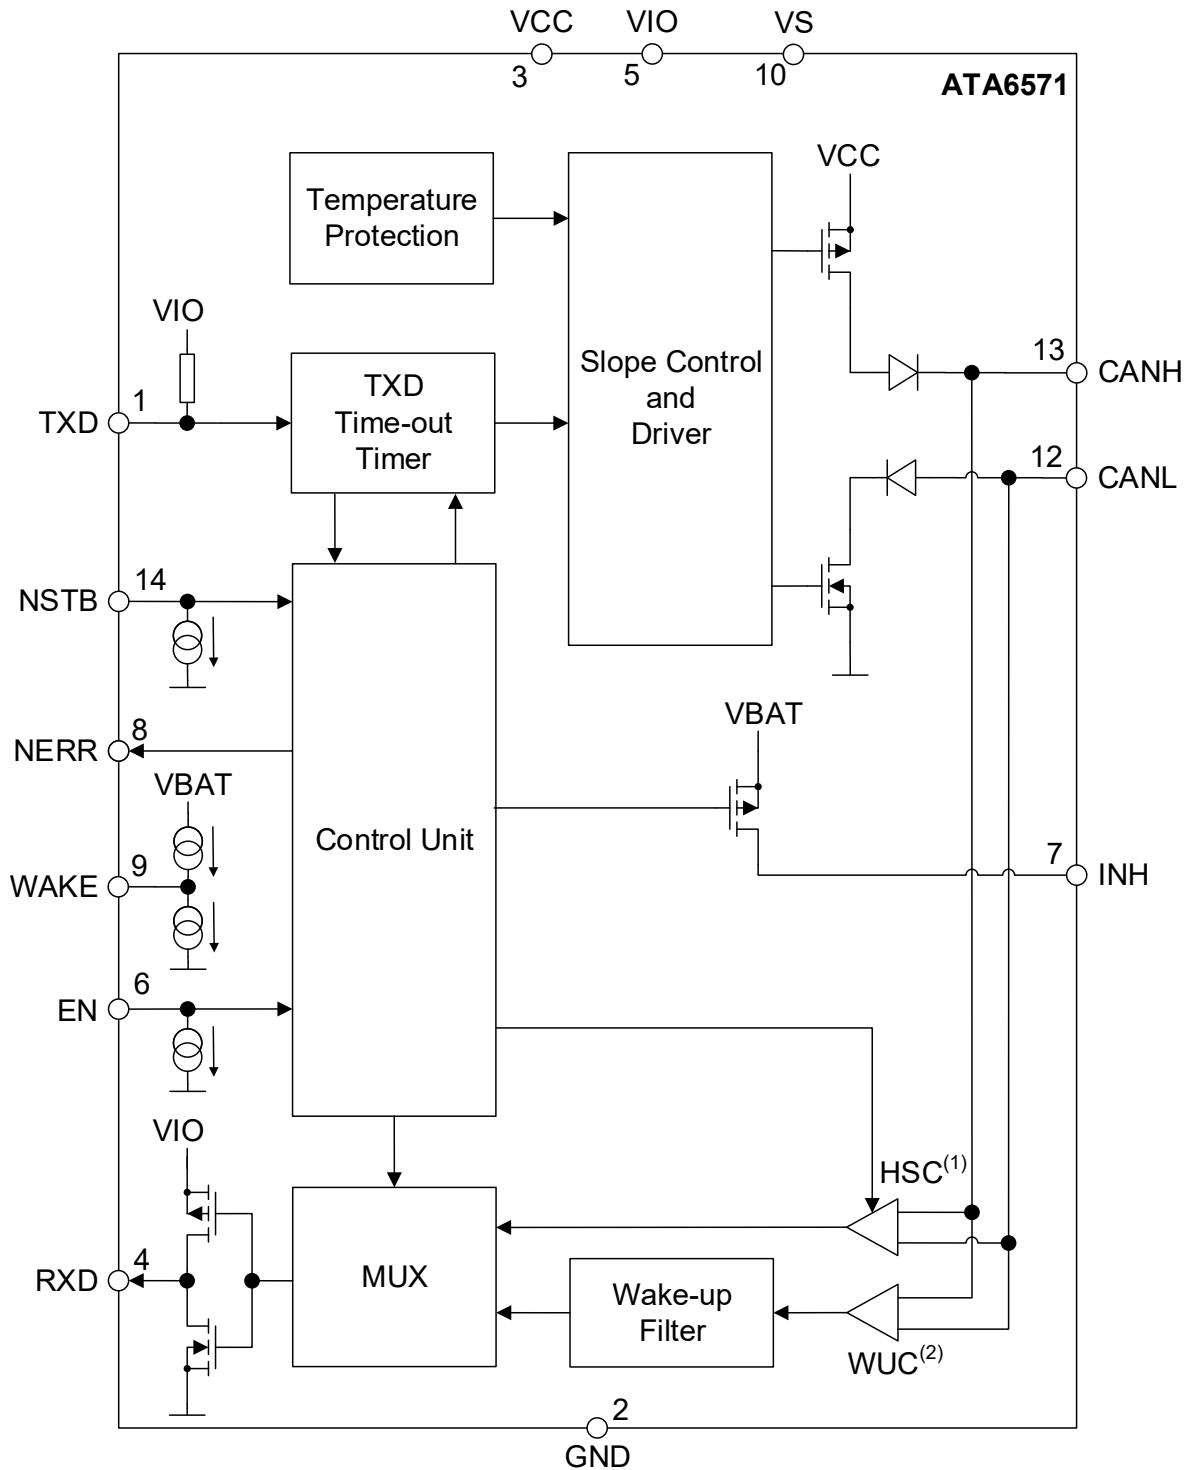 VCC
VIO
VS
3
5
10
ATA6571
VCC
Temperature
Protection
VIO
Slope Control
and
Driver
TXD
Time-out
Timer
1
TXD
13
CANH
12
CANL
14
NSTB
8
NERR
VBAT
VBAT
Control Unit
9
WAKE
7
INH
6
EN
VIO
HSC(1)
4
RXD
MUX
Wake-up
Filter
WUC(2)
2
GND